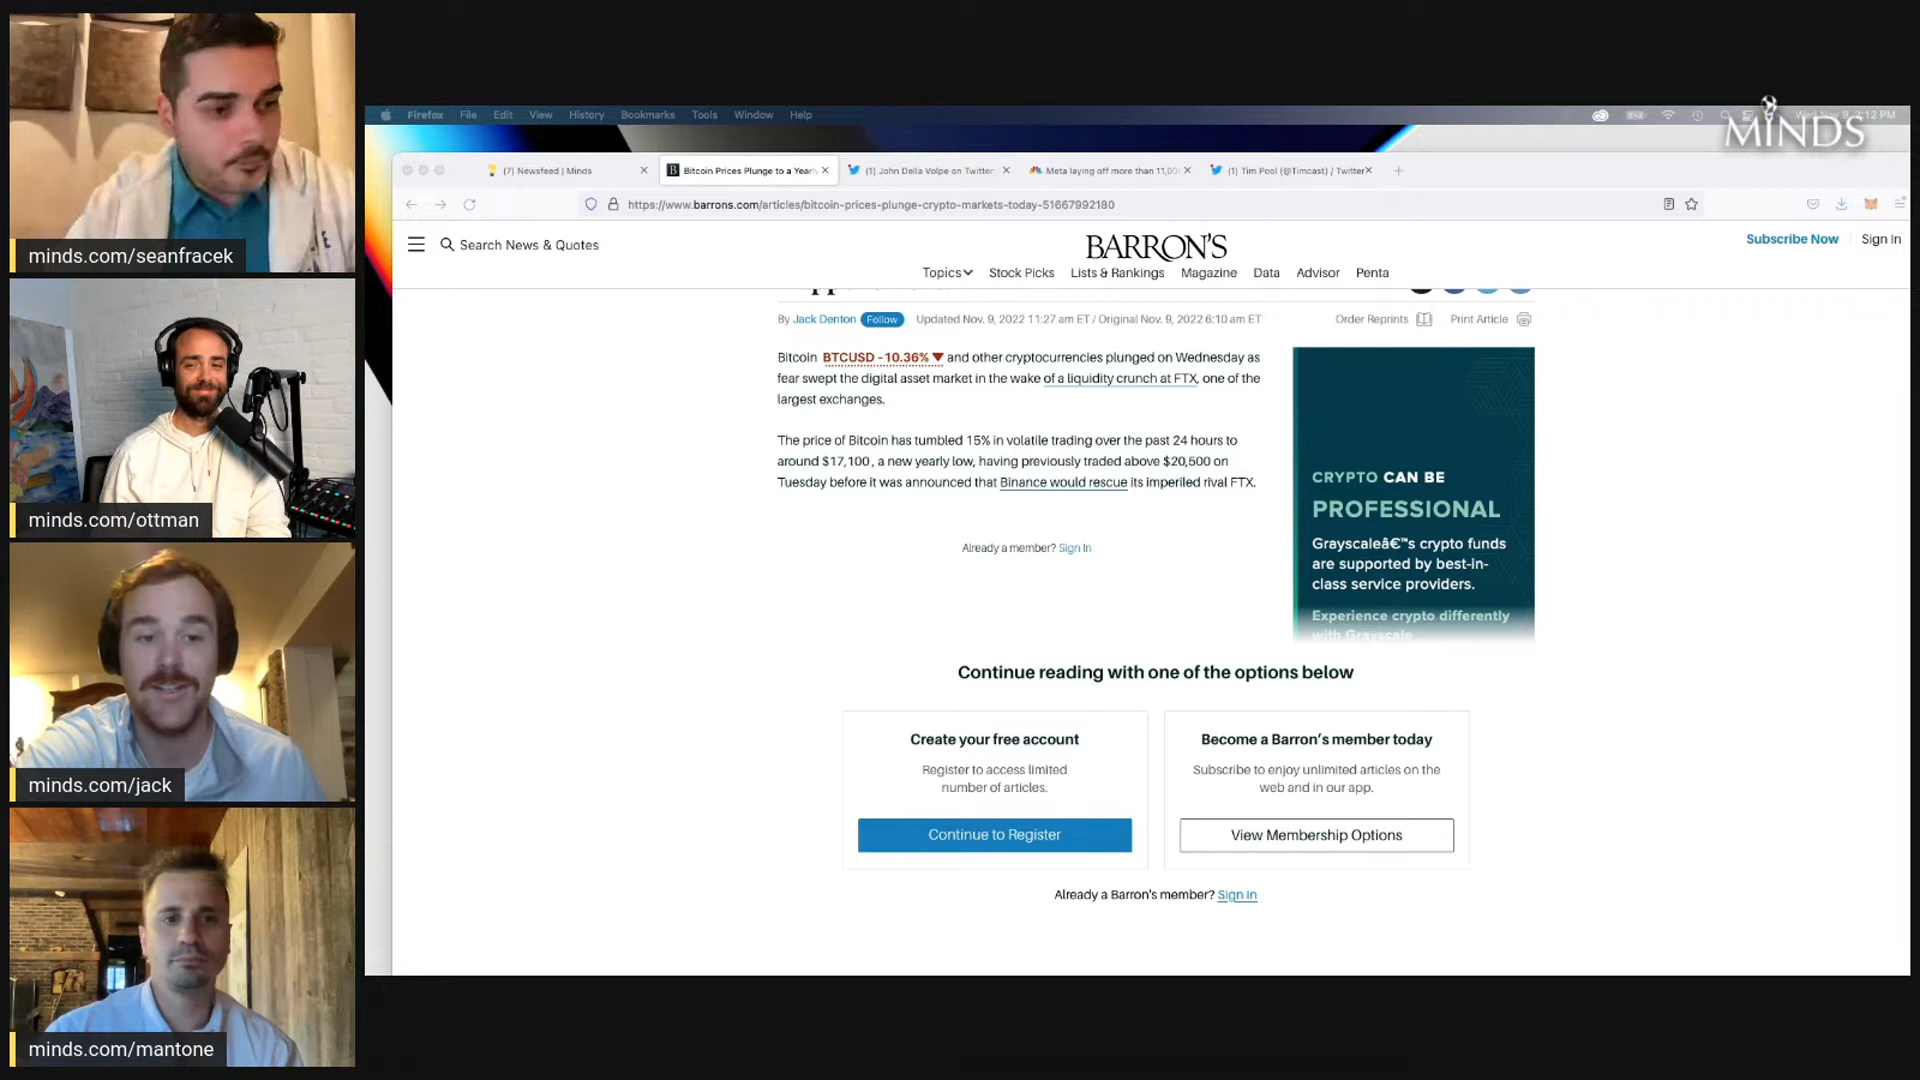 minds.com/seanfracek
minds.com/ottman
minds.com/jack
minds.com/mantone
Firefox File Edit View History Bookmarks Tools Window Help
MINDS
(7) Newsfeed | Minds
Bitcoin Prices Plunge to a Year
(1) John Della Volpe on Twitter
Meta laying off more than 11,00
(1) Tim Pool (@Timcast) / Twitter
https://www.barrons.com/articles/bitcoin-prices-plunge-crypto-markets-today-51667992180
Search News & Quotes
BARRON'S
Subscribe Now Sign In
Topics Stock Picks Lists & Rankings Magazine Data Advisor Penta
By Jack Denton Follow Updated Nov. 9, 2022 11:27 am ET / Original Nov. 9, 2022 6:10 am ET
Order Reprints Print Article
Bitcoin BTCUSD -10.36% ▼ and other cryptocurrencies plunged on Wednesday as
fear swept the digital asset market in the wake of a liquidity crunch at FTX, one of the
largest exchanges.
The price of Bitcoin has tumbled 15% in volatile trading over the past 24 hours to
around $17,100, a new yearly low, having previously traded above $20,500 on
Tuesday before it was announced that Binance would rescue its imperiled rival FTX.
Already a member? Sign In
CRYPTO CAN BE
PROFESSIONAL
Grayscaleâ€™s crypto funds
are supported by best-in-
class service providers.
Experience crypto differently
with Grayscale
Continue reading with one of the options below
Create your free account
Register to access limited
number of articles.
Continue to Register
Become a Barron's member today
Subscribe to enjoy unlimited articles on the
web and in our app.
View Membership Options
Already a Barron's member? Sign in